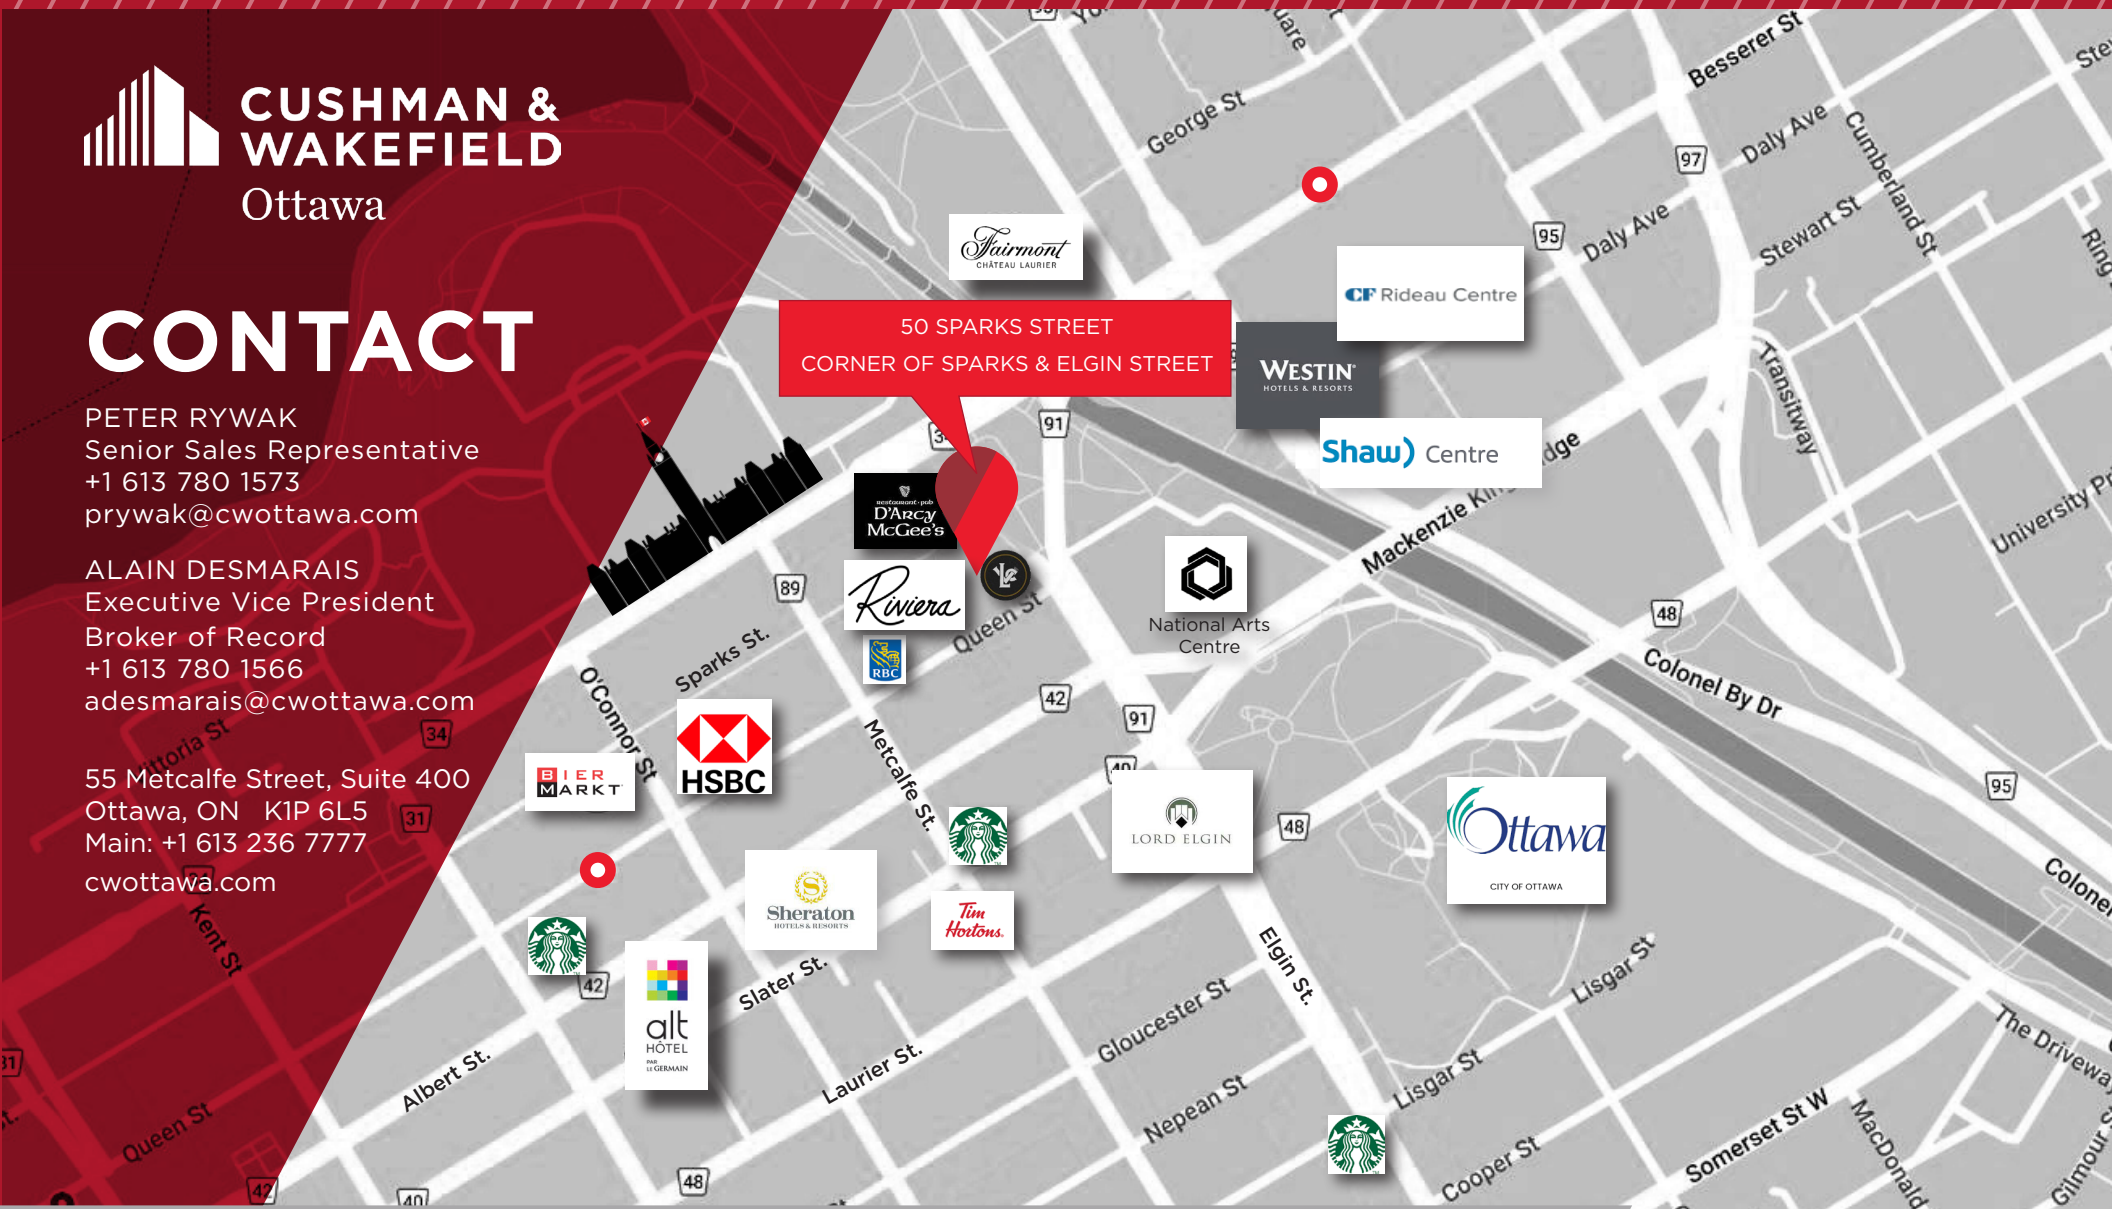 CUSHMAN &
WAKEFIELD
Ottawa
CONTACT
PETER RYWAK
Senior Sales Representative
+1 613 780 1573
prywak@cwottawa.com
ALAIN DESMARAIS
Executive Vice President
Broker of Record
+1 613 780 1566
adesmarais@cwottawa.com
55 Metcalfe Street, Suite 400
Ottawa, ON K1P 6L5
Main: +1 613 236 7777
cwottawa.com
50 SPARKS STREET
CORNER OF SPARKS & ELGIN STREET
Fairmont
CHÂTEAU LAURIER
CF Rideau Centre
WESTIN
HOTELS & RESORTS
Shaw) Centre
restaurant · pub
D'ARCY
McGEE'S
Riviera
RBC
National Arts
Centre
HSBC
BIER
MARKT
LORD ELGIN
Ottawa
CITY OF OTTAWA
Sheraton
HOTELS & RESORTS
Tim
Hortons
alt
HÔTEL
PAR
LE GERMAIN
George St
Besserer St
Daly Ave
Daly Ave
Cumberland St
Stewart St
Transitway
Mackenzie
Colonel By Dr
Queen St
Sparks St.
O'Connor St
Metcalfe St.
Kent St
Queen St
Albert St.
Slater St.
Laurier St.
Gloucester St
Nepean St
Elgin St.
Lisgar St
Lisgar St
Cooper St
Somerset St W
MacDonald
The Driveway
Gilmour
97
95
91
89
48
42
91
95
48
34
31
42
48
42
40